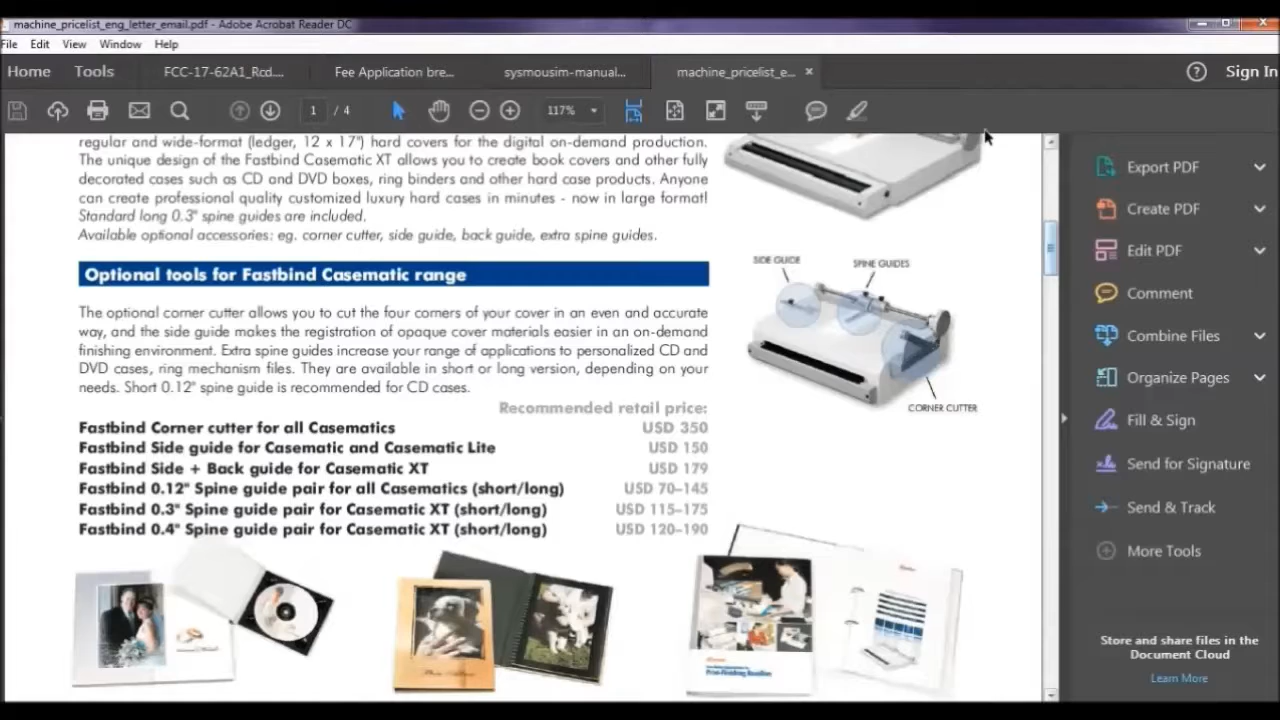 machine_pricelist_eng_letter_email.pdf - Adobe Acrobat Reader DC
File Edit View Window Help
Home Tools FCC-17-62A1_Rcd.... Fee Application bre... sysmousim-manual... machine_pricelist_e... × Sign In
1 / 4 117%
regular and wide-format (ledger, 12 x 17") hard covers for the digital on-demand production.
The unique design of the Fastbind Casematic XT allows you to create book covers and other fully
decorated cases such as CD and DVD boxes, ring binders and other hard case products. Anyone
can create professional quality customized luxury hard cases in minutes - now in large format!
Standard long 0.3" spine guides are included.
Available optional accessories: eg. corner cutter, side guide, back guide, extra spine guides.
Optional tools for Fastbind Casematic range
The optional corner cutter allows you to cut the four corners of your cover in an even and accurate
way, and the side guide makes the registration of opaque cover materials easier in an on-demand
finishing environment. Extra spine guides increase your range of applications to personalized CD and
DVD cases, ring mechanism files. They are available in short or long version, depending on your
needs. Short 0.12" spine guide is recommended for CD cases.
Recommended retail price:
Fastbind Corner cutter for all Casematics USD 350
Fastbind Side guide for Casematic and Casematic Lite USD 150
Fastbind Side + Back guide for Casematic XT USD 179
Fastbind 0.12" Spine guide pair for all Casematics (short/long) USD 70–145
Fastbind 0.3" Spine guide pair for Casematic XT (short/long) USD 115–175
Fastbind 0.4" Spine guide pair for Casematic XT (short/long) USD 120–190
SIDE GUIDE
SPINE GUIDES
CORNER CUTTER
Export PDF
Create PDF
Edit PDF
Comment
Combine Files
Organize Pages
Fill & Sign
Send for Signature
Send & Track
More Tools
Store and share files in the
Document Cloud
Learn More